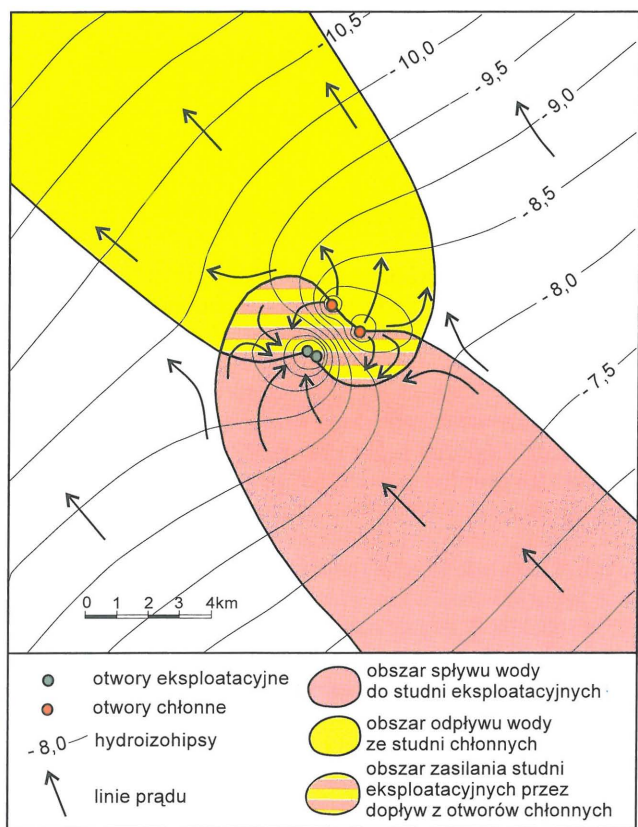 - 10,5
- 10,0
- 9,5
- 9,0
- 8,5
- 8,0
- 7,5
0 1 2 3 4km
otwory eksploatacyjne
otwory chłonne
- 8,0
hydroizohipsy
linie prądu
obszar spływu wody
do studni eksploatacyjnych
obszar odpływu wody
ze studni chłonnych
obszar zasilania studni
eksploatacyjnych przez
dopływ z otworów chłonnych